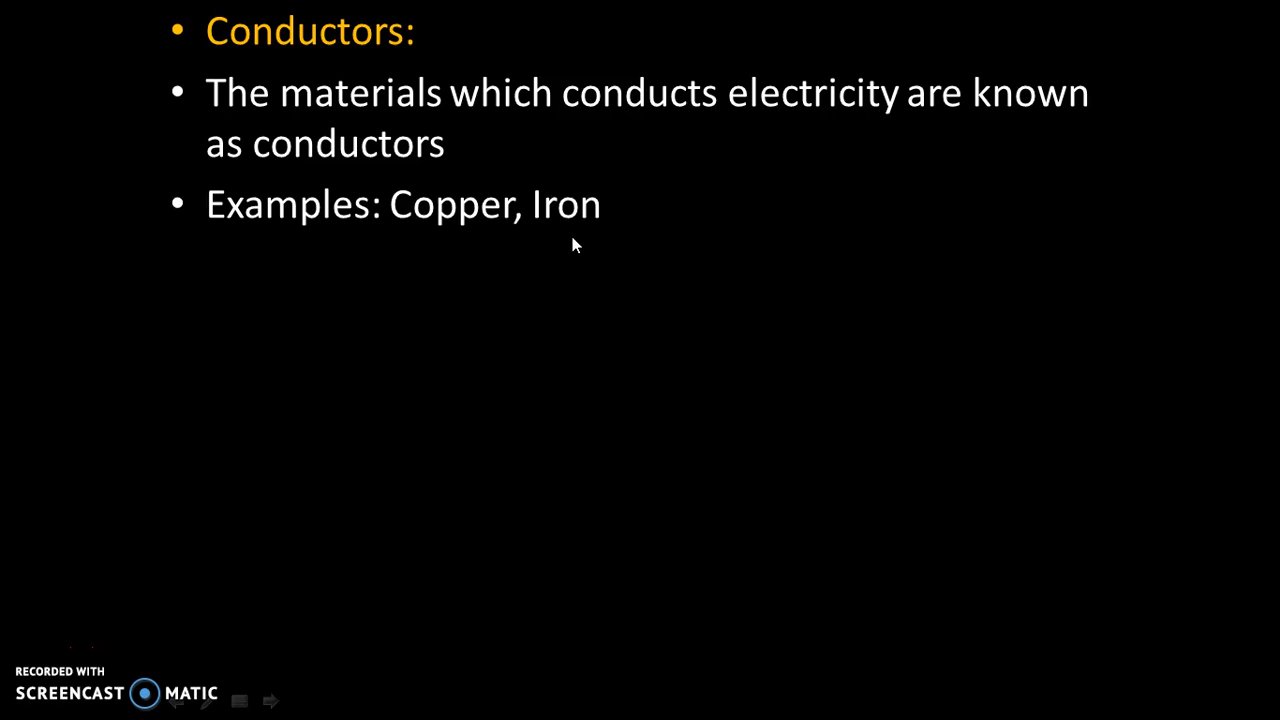 • Conductors:
• The materials which conducts electricity are known
as conductors
• Examples: Copper, Iron
RECORDED WITH
SCREENCAST MATIC